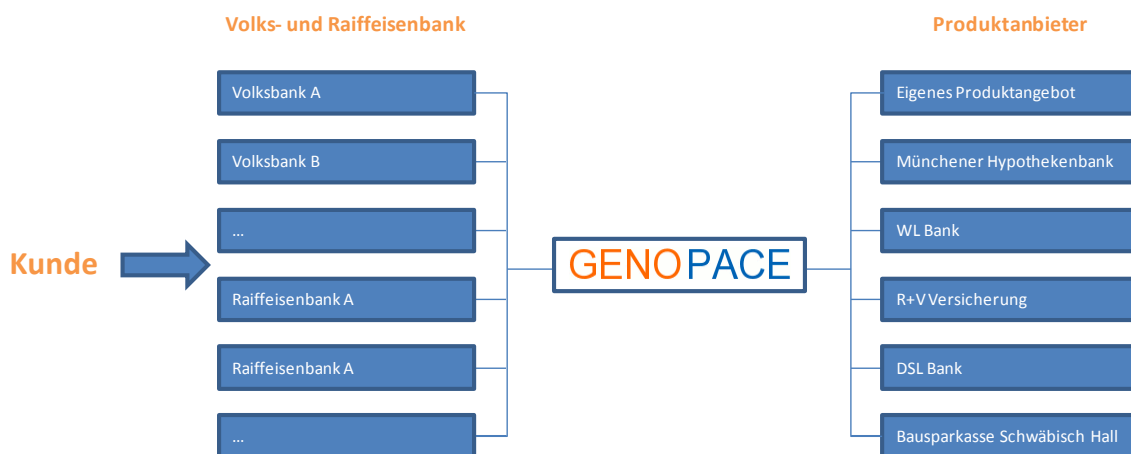 Volks- und Raiffeisenbank
Produktanbieter
Volksbank A
Volksbank B
...
Raiffeisenbank A
Raiffeisenbank A
...
Kunde
GENOPACE
Eigenes Produktangebot
Münchener Hypothekenbank
WL Bank
R+V Versicherung
DSL Bank
Bausparkasse Schwäbisch Hall